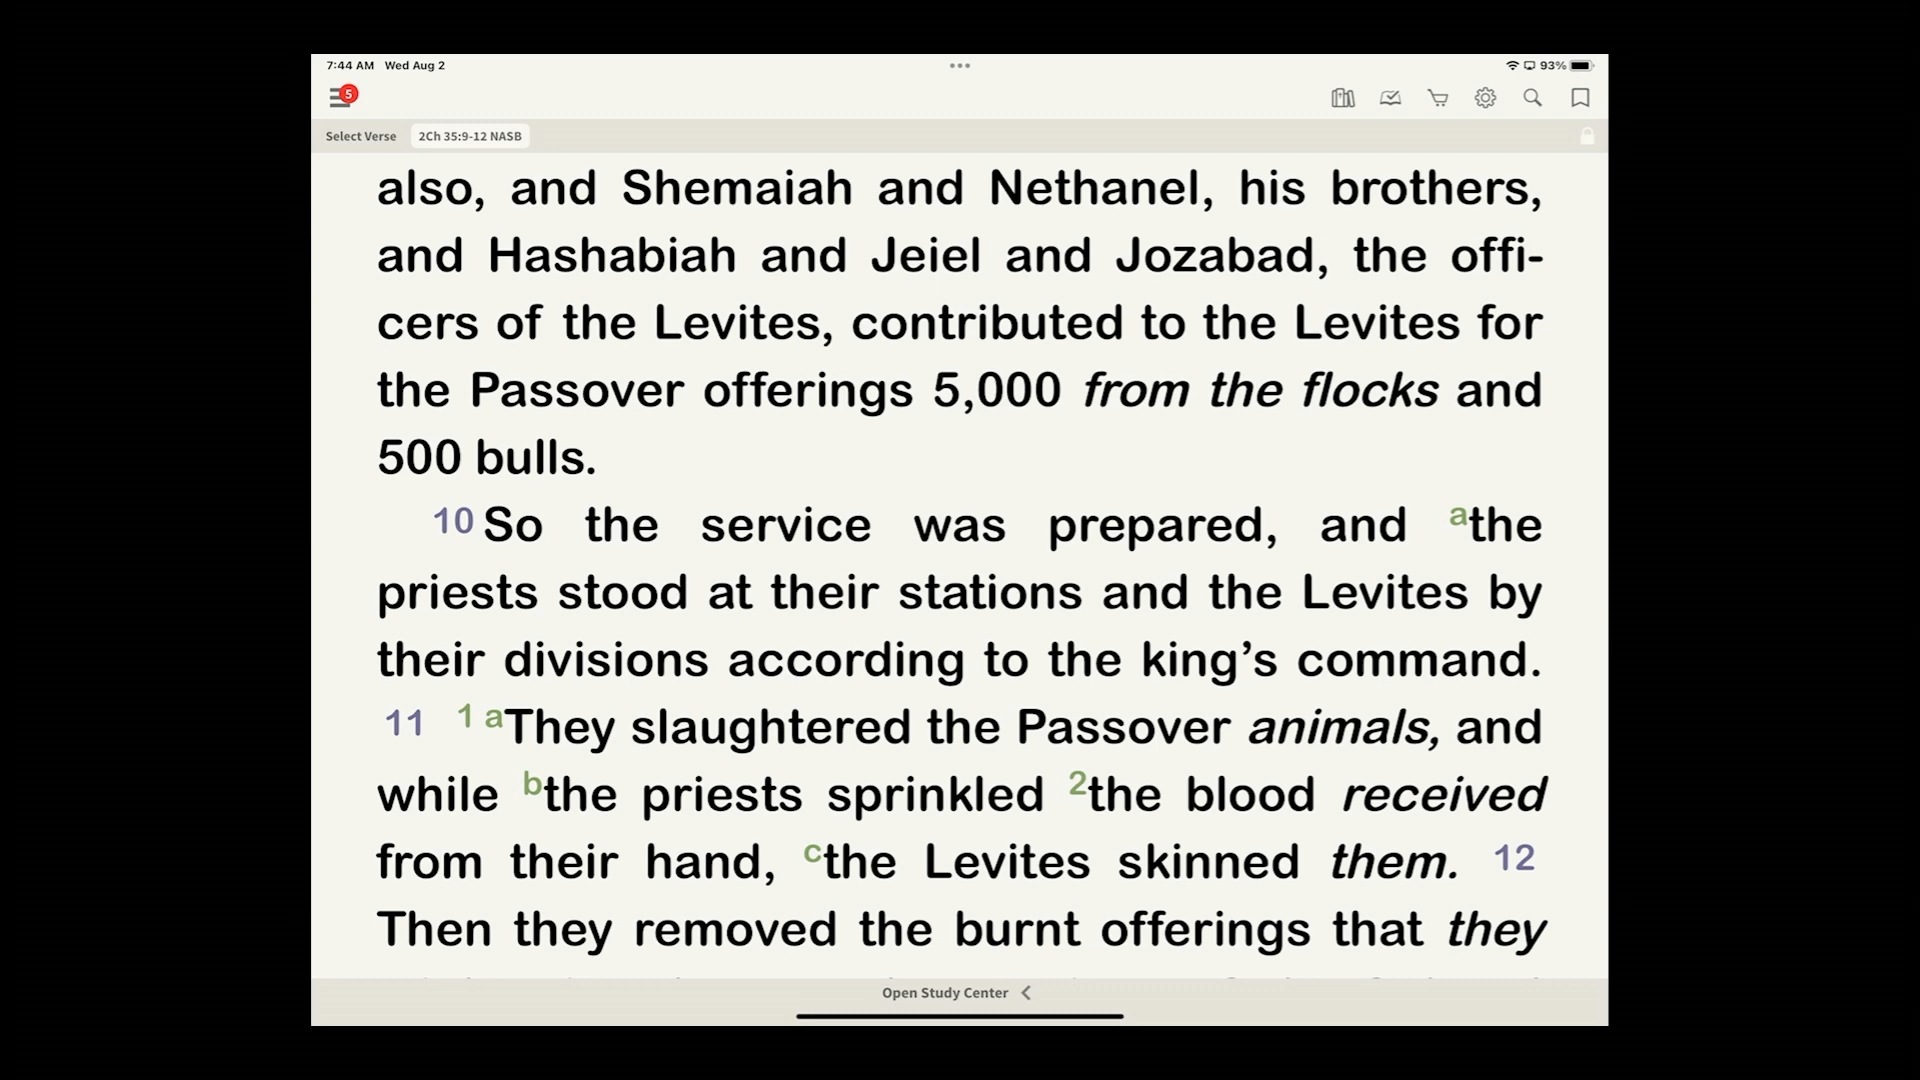 7:44 AM Wed Aug 2
93%
5
Select Verse 2Ch 35:9-12 NASB
also, and Shemaiah and Nethanel, his brothers,
and Hashabiah and Jeiel and Jozabad, the offi-
cers of the Levites, contributed to the Levites for
the Passover offerings 5,000 from the flocks and
500 bulls.
10 So the service was prepared, and athe
priests stood at their stations and the Levites by
their divisions according to the king’s command.
11 1 aThey slaughtered the Passover animals, and
while bthe priests sprinkled 2the blood received
from their hand, cthe Levites skinned them. 12
Then they removed the burnt offerings that they
Open Study Center